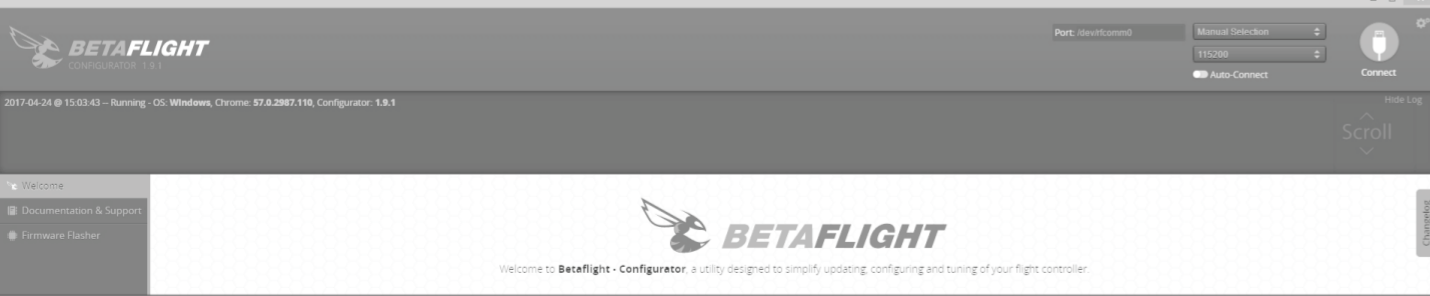 BETAFLIGHT
CONFIGURATOR 1.9.1
Port: /dev/rfcomm0
Manual Selection
115200
Auto-Connect
Connect
2017-04-24 @ 15:03:43 -- Running - OS: Windows, Chrome: 57.0.2987.110, Configurator: 1.9.1
Hide Log
Scroll
Welcome
Documentation & Support
Firmware Flasher
BETAFLIGHT
Welcome to Betaflight - Configurator, a utility designed to simplify updating, configuring and tuning of your flight controller.
Changelog